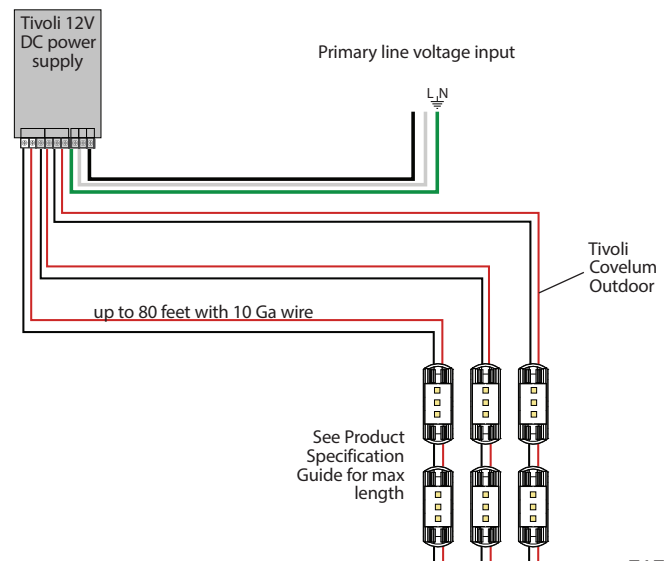 Tivoli 12V
DC power
supply
Primary line voltage input
L N
Tivoli
Covelum
Outdoor
up to 80 feet with 10 Ga wire
See Product
Specification
Guide for max
length